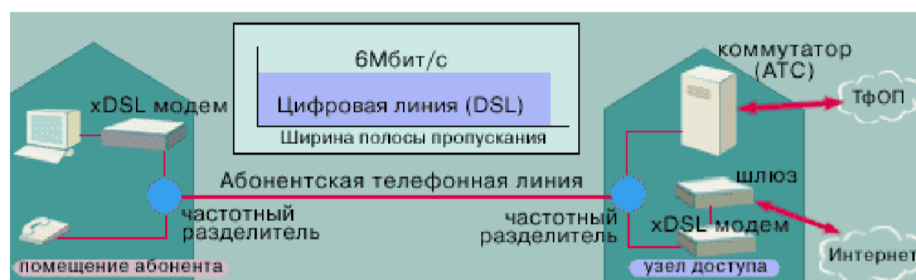 6Мбит/с
Цифровая линия (DSL)
Ширина полосы пропускания
xDSL модем
Абонентская телефонная линия
частотный
разделитель
помещение абонента
коммутатор
(АТС)
ТфОП
шлюз
частотный
разделитель
xDSL модем
Интернет
узел доступа